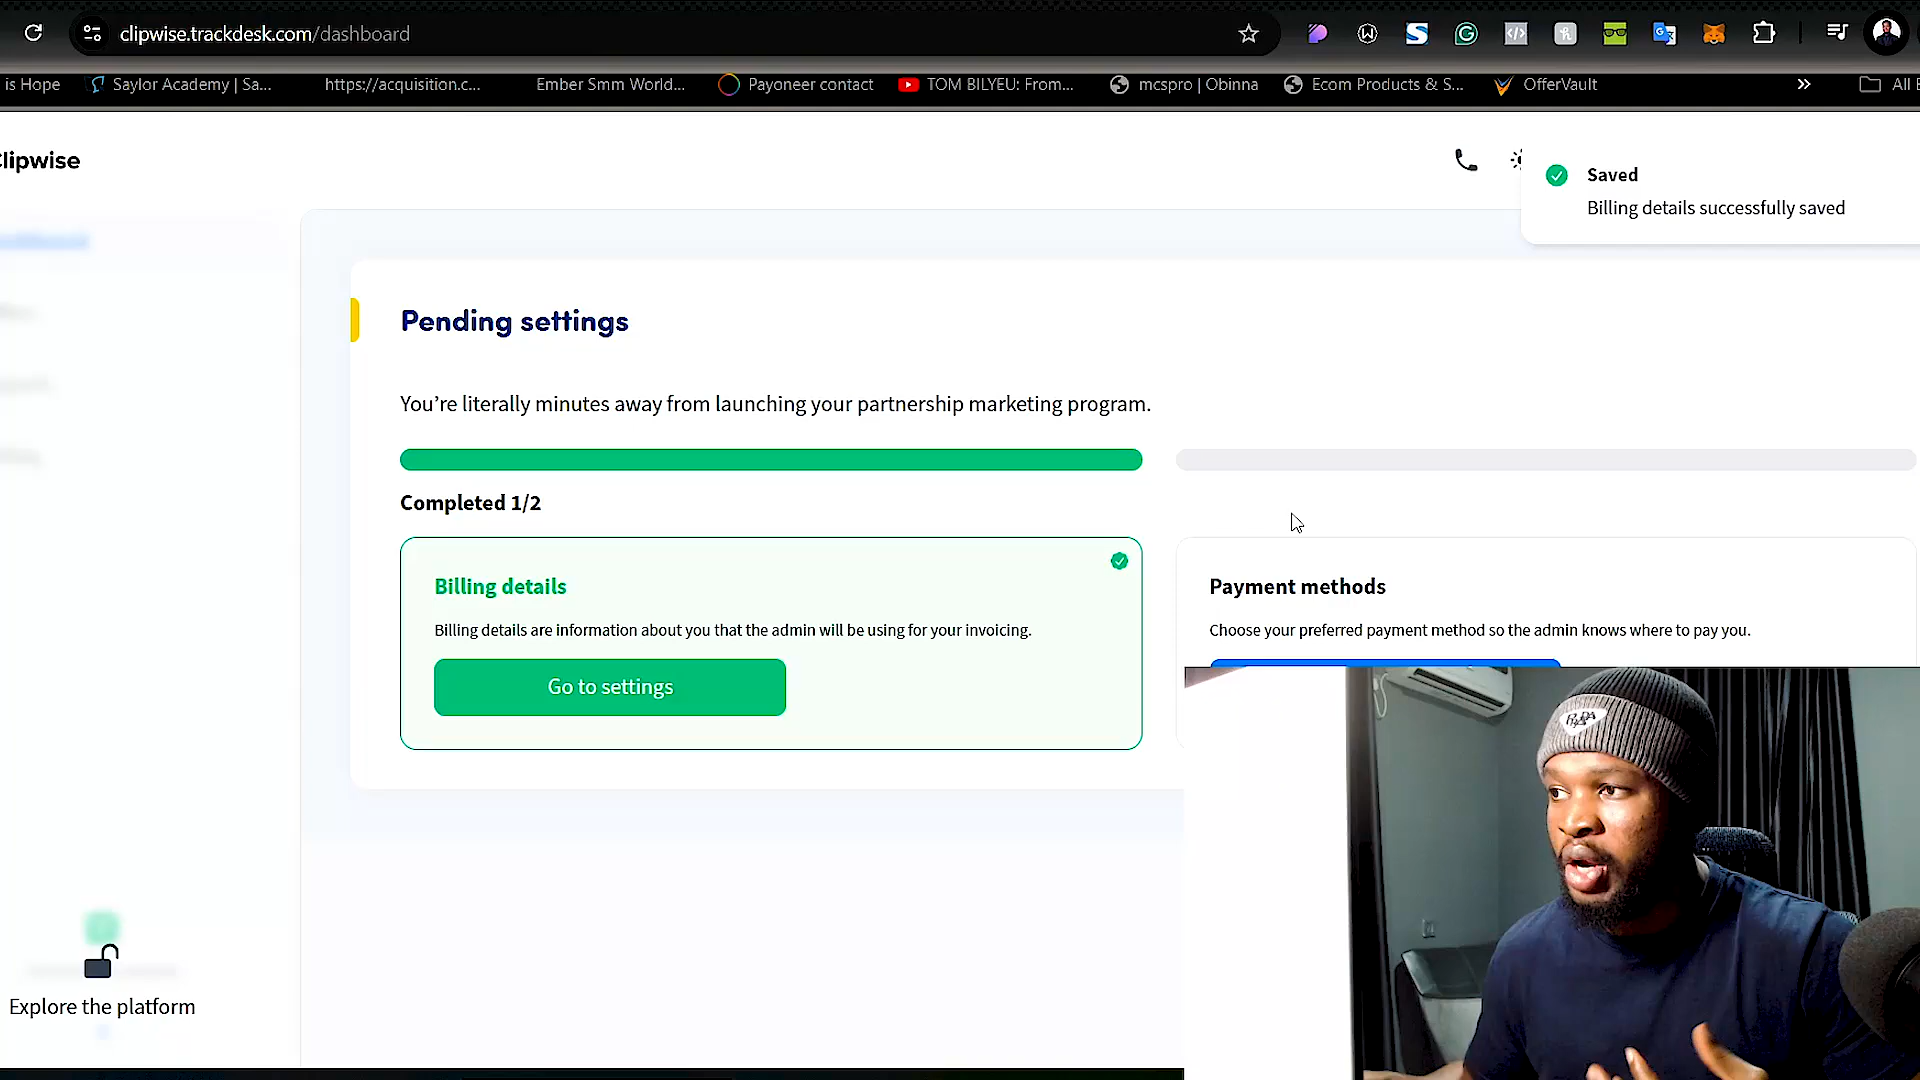 clipwise.trackdesk.com/dashboard
is Hope
Saylor Academy | Sa...
https://acquisition.c...
Ember Smm World...
Payoneer contact
TOM BILYEU: From...
mcspro | Obinna
Ecom Products & S...
OfferVault
All
Clipwise
Saved
Billing details successfully saved
Pending settings
You're literally minutes away from launching your partnership marketing program.
Completed 1/2
Billing details
Billing details are information about you that the admin will be using for your invoicing.
Go to settings
Payment methods
Choose your preferred payment method so the admin knows where to pay you.
Explore the platform